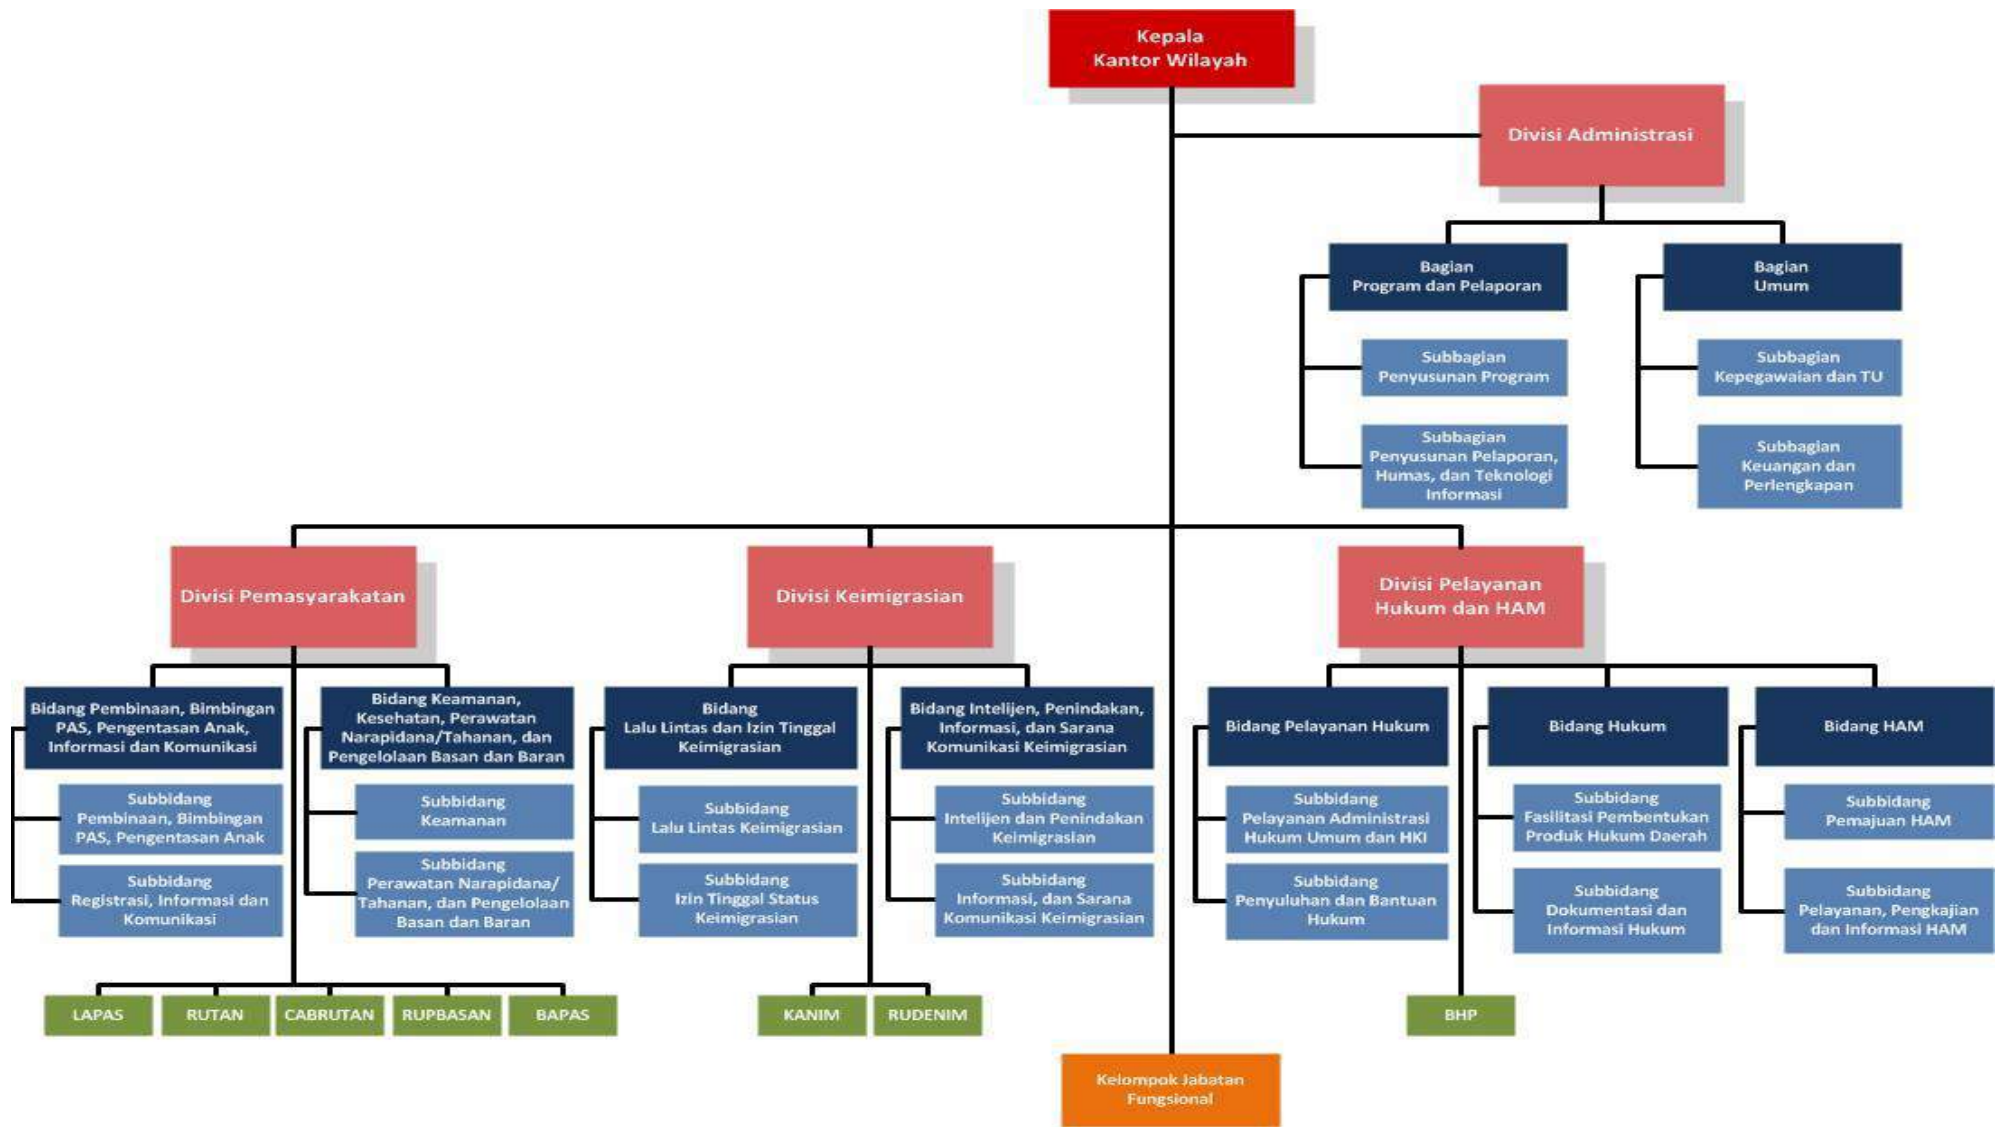 Kepala
Kantor Wilayah
Divisi Administrasi
Bagian
Program dan Pelaporan
Bagian
Umum
Subbagian
Penyusunan Program
Subbagian
Kepegawaian dan TU
Subbagian
Penyusunan Pelaporan,
Humas, dan Teknologi
Informasi
Subbagian
Keuangan dan
Perlengkapan
Divisi Pemasyarakatan
Divisi Keimigrasian
Divisi Pelayanan
Hukum dan HAM
Bidang Pembinaan, Bimbingan
PAS, Pengentasan Anak,
Informasi dan Komunikasi
Bidang Keamanan,
Kesehatan, Perawatan
Narapidana/Tahanan, dan
Pengelolaan Basan dan Baran
Bidang
Lalu Lintas dan Izin Tinggal
Keimigrasian
Bidang Intelijen, Penindakan,
Informasi, dan Sarana
Komunikasi Keimigrasian
Bidang Pelayanan Hukum
Bidang Hukum
Bidang HAM
Subbidang
Pembinaan, Bimbingan
PAS, Pengentasan Anak
Subbidang
Keamanan
Subbidang
Lalu Lintas Keimigrasian
Subbidang
Intelijen dan Penindakan
Keimigrasian
Subbidang
Pelayanan Administrasi
Hukum Umum dan HKI
Subbidang
Fasilitasi Pembentukan
Produk Hukum Daerah
Subbidang
Pemajuan HAM
Subbidang
Registrasi, Informasi dan
Komunikasi
Subbidang
Perawatan Narapidana/
Tahanan, dan Pengelolaan
Basan dan Baran
Subbidang
Izin Tinggal Status
Keimigrasian
Subbidang
Informasi, dan Sarana
Komunikasi Keimigrasian
Subbidang
Penyuluhan dan Bantuan
Hukum
Subbidang
Dokumentasi dan
Informasi Hukum
Subbidang
Pelayanan, Pengkajian
dan Informasi HAM
LAPAS
RUTAN
CABRUTAN
RUPBASAN
BAPAS
KANIM
RUDENIM
BHP
Kelompok Jabatan
Fungsional